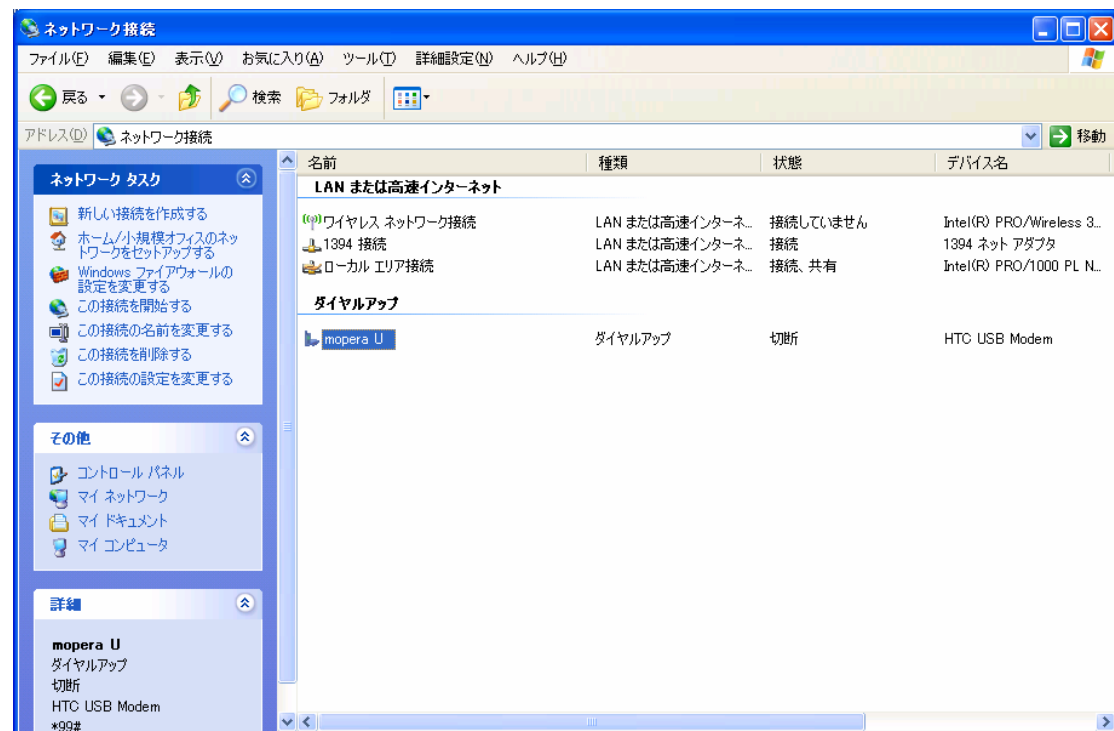 ネットワーク接続
ファイル(F) 編集(E) 表示(V) お気に入り(A) ツール(T) 詳細設定(N) ヘルプ(H)
戻る 検索 フォルダ
アドレス(D) ネットワーク接続 移動
ネットワーク タスク
新しい接続を作成する
ホーム/小規模オフィスのネッ
トワークをセットアップする
Windows ファイアウォールの
設定を変更する
この接続を開始する
この接続の名前を変更する
この接続を削除する
この接続の設定を変更する
その他
コントロール パネル
マイ ネットワーク
マイ ドキュメント
マイ コンピュータ
詳細
mopera U
ダイヤルアップ
切断
HTC USB Modem
*99#
名前 種類 状態 デバイス名
LAN または高速インターネット
ワイヤレス ネットワーク接続 LAN または高速インターネ... 接続していません Intel(R) PRO/Wireless 3...
1394 接続 LAN または高速インターネ... 接続 1394 ネット アダプタ
ローカル エリア接続 LAN または高速インターネ... 接続、共有 Intel(R) PRO/1000 PL N...
ダイヤルアップ
mopera U ダイヤルアップ 切断 HTC USB Modem